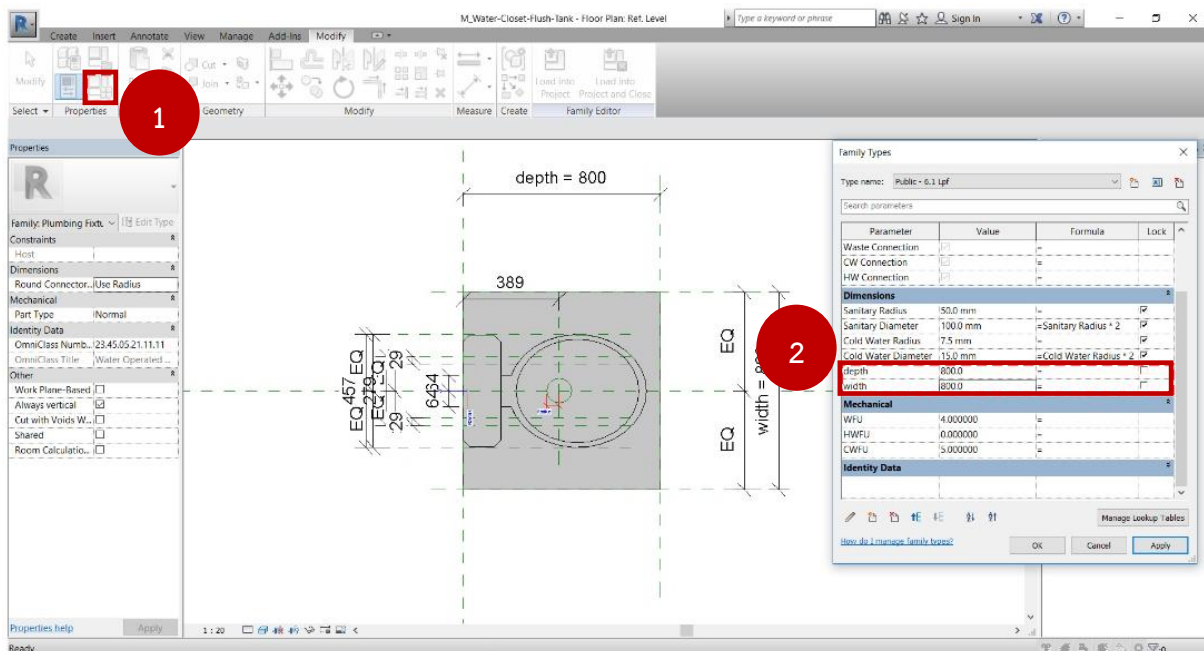 M_Water-Closet-Flush-Tank - Floor Plan: Ref. Level
Type a keyword or phrase
Sign In
Create Insert Annotate View Manage Add-Ins Modify
Modify
Cut
Join
Load into Project
Load into Project and Close
Select Properties Geometry Modify Measure Create Family Editor
1
Properties
Family: Plumbing Fixtu
Edit Type
Constraints
Host
Dimensions
Round Connector... Use Radius
Mechanical
Part Type Normal
Identity Data
OmniClass Numb... 23.45.05.21.11.11
OmniClass Title Water Operated ...
Other
Work Plane-Based
Always vertical
Cut with Voids W...
Shared
Room Calculatio...
Properties help
Apply
depth = 800
389
EQ
EQ
29
457
279
EQ
EQ
29
EQ
EQ
2
Family Types
Type name: Public - 6.1 Lpf
Search parameters
Parameter Value Formula Lock
Waste Connection =
CW Connection =
HW Connection =
Dimensions
Sanitary Radius 50.0 mm =
Sanitary Diameter 100.0 mm =Sanitary Radius * 2
Cold Water Radius 7.5 mm =
Cold Water Diameter 15.0 mm =Cold Water Radius * 2
depth 800.0 =
width 800.0 =
Mechanical
WFU 4.000000 =
HWFU 0.000000 =
CWFU 5.000000 =
Identity Data
Manage Lookup Tables
How do I manage family types?
OK Cancel Apply
1 : 20
Ready